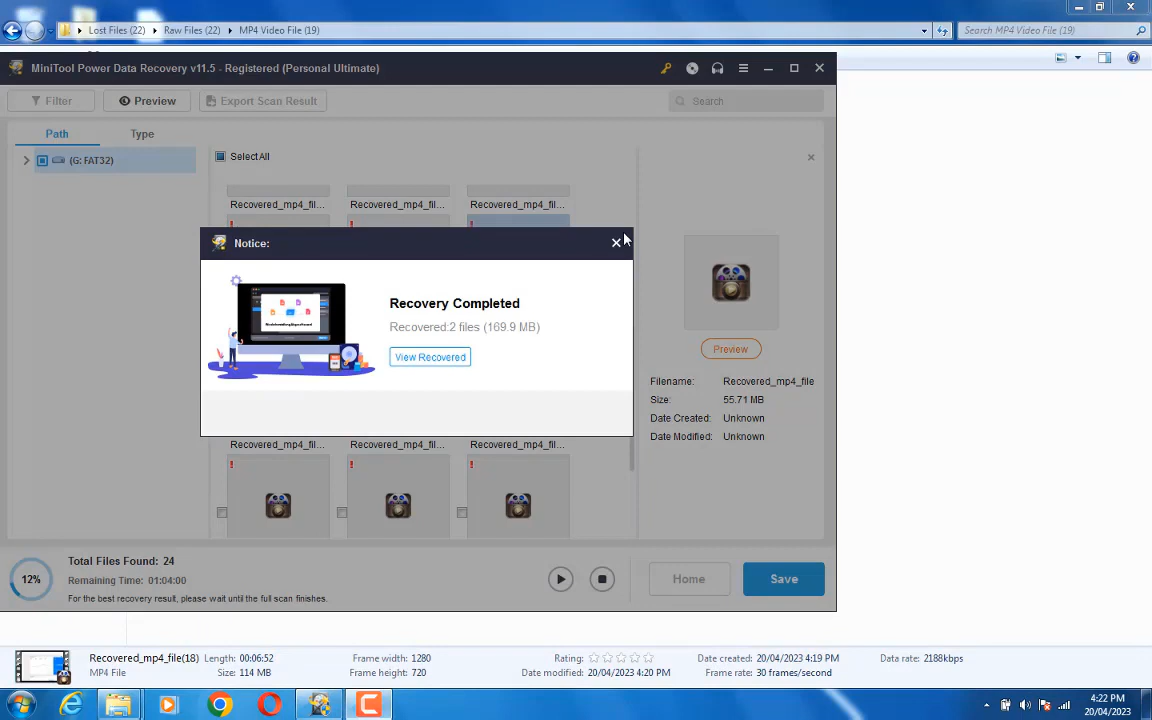 Lost Files (22)
Raw Files (22)
MP4 Video File (19)
Search MP4 Video File (19)
MiniTool Power Data Recovery v11.5 - Registered (Personal Ultimate)
Filter
Preview
Export Scan Result
Search
Path
Type
(G: FAT32)
Select All
Recovered_mp4_fil...
Recovered_mp4_fil...
Recovered_mp4_fil...
Notice:
Recovery Completed
Recovered:2 files (169.9 MB)
View Recovered
Preview
Filename: Recovered_mp4_file
Size: 55.71 MB
Date Created: Unknown
Date Modified: Unknown
Recovered_mp4_fil...
Recovered_mp4_fil...
Recovered_mp4_fil...
12%
Total Files Found: 24
Remaining Time: 01:04:00
For the best recovery result, please wait until the full scan finishes.
Home
Save
Recovered_mp4_file(18) Length: 00:06:52 Frame width: 1280 Rating: Date created: 20/04/2023 4:19 PM Data rate: 2188kbps
MP4 File Size: 114 MB Frame height: 720 Date modified: 20/04/2023 4:20 PM Frame rate: 30 frames/second
4:22 PM
20/04/2023